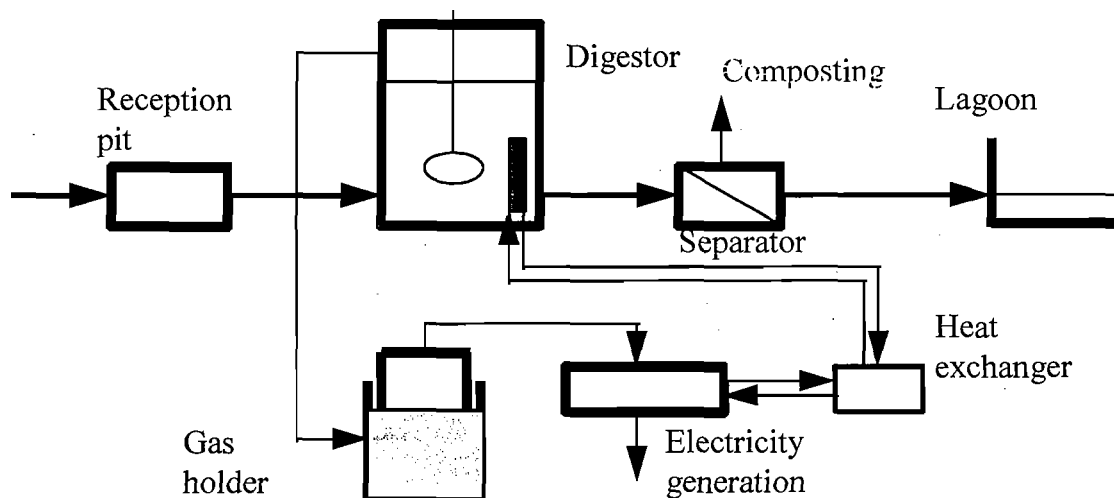 Digestor
Composting
Lagoon
Reception
pit
Separator
Heat
exchanger
Gas
holder
Electricity
generation